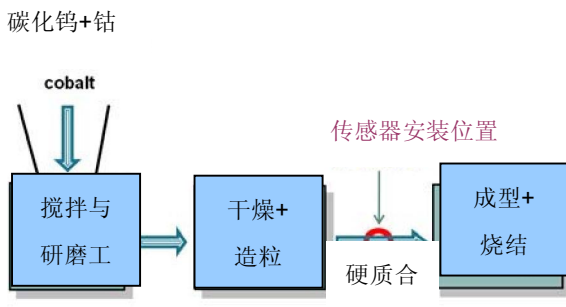 碳化钨+钴
cobalt
传感器安装位置
搅拌与
研磨工
干燥+
造粒
硬质合
成型+
烧结